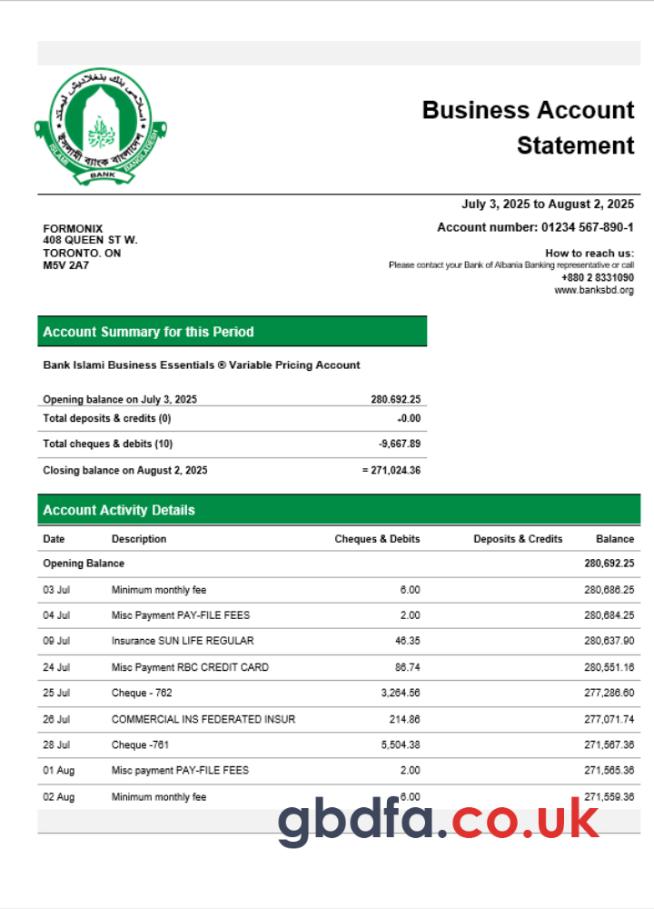 اسلامی بنك بنغلاديش ليميتد
ইসলামী ব্যাংক বাংলাদেশ
ISLAMI BANK BANGLADESH
Business Account
Statement
July 3, 2025 to August 2, 2025
FORMONIX
408 QUEEN ST W.
TORONTO. ON
M5V 2A7
Account number: 01234 567-890-1
How to reach us:
Please contact your Bank of Albania Banking representative or call
+880 2 8331090
www.banksbd.org
Account Summary for this Period
Bank Islami Business Essentials ® Variable Pricing Account
Opening balance on July 3, 2025 280.692.25
Total deposits & credits (0) -0.00
Total cheques & debits (10) -9,667.89
Closing balance on August 2, 2025 = 271,024.36
Account Activity Details
Date Description Cheques & Debits Deposits & Credits Balance
Opening Balance 280,692.25
03 Jul Minimum monthly fee 6.00 280,686.25
04 Jul Misc Payment PAY-FILE FEES 2.00 280,684.25
09 Jul Insurance SUN LIFE REGULAR 46.35 280,637.90
24 Jul Misc Payment RBC CREDIT CARD 86.74 280,551.16
25 Jul Cheque - 762 3,264.56 277,286.60
26 Jul COMMERCIAL INS FEDERATED INSUR 214.86 277,071.74
28 Jul Cheque -761 5,504.38 271,567.36
01 Aug Misc payment PAY-FILE FEES 2.00 271,565.36
02 Aug Minimum monthly fee 6.00 271,559.36
gbdfa.co.uk